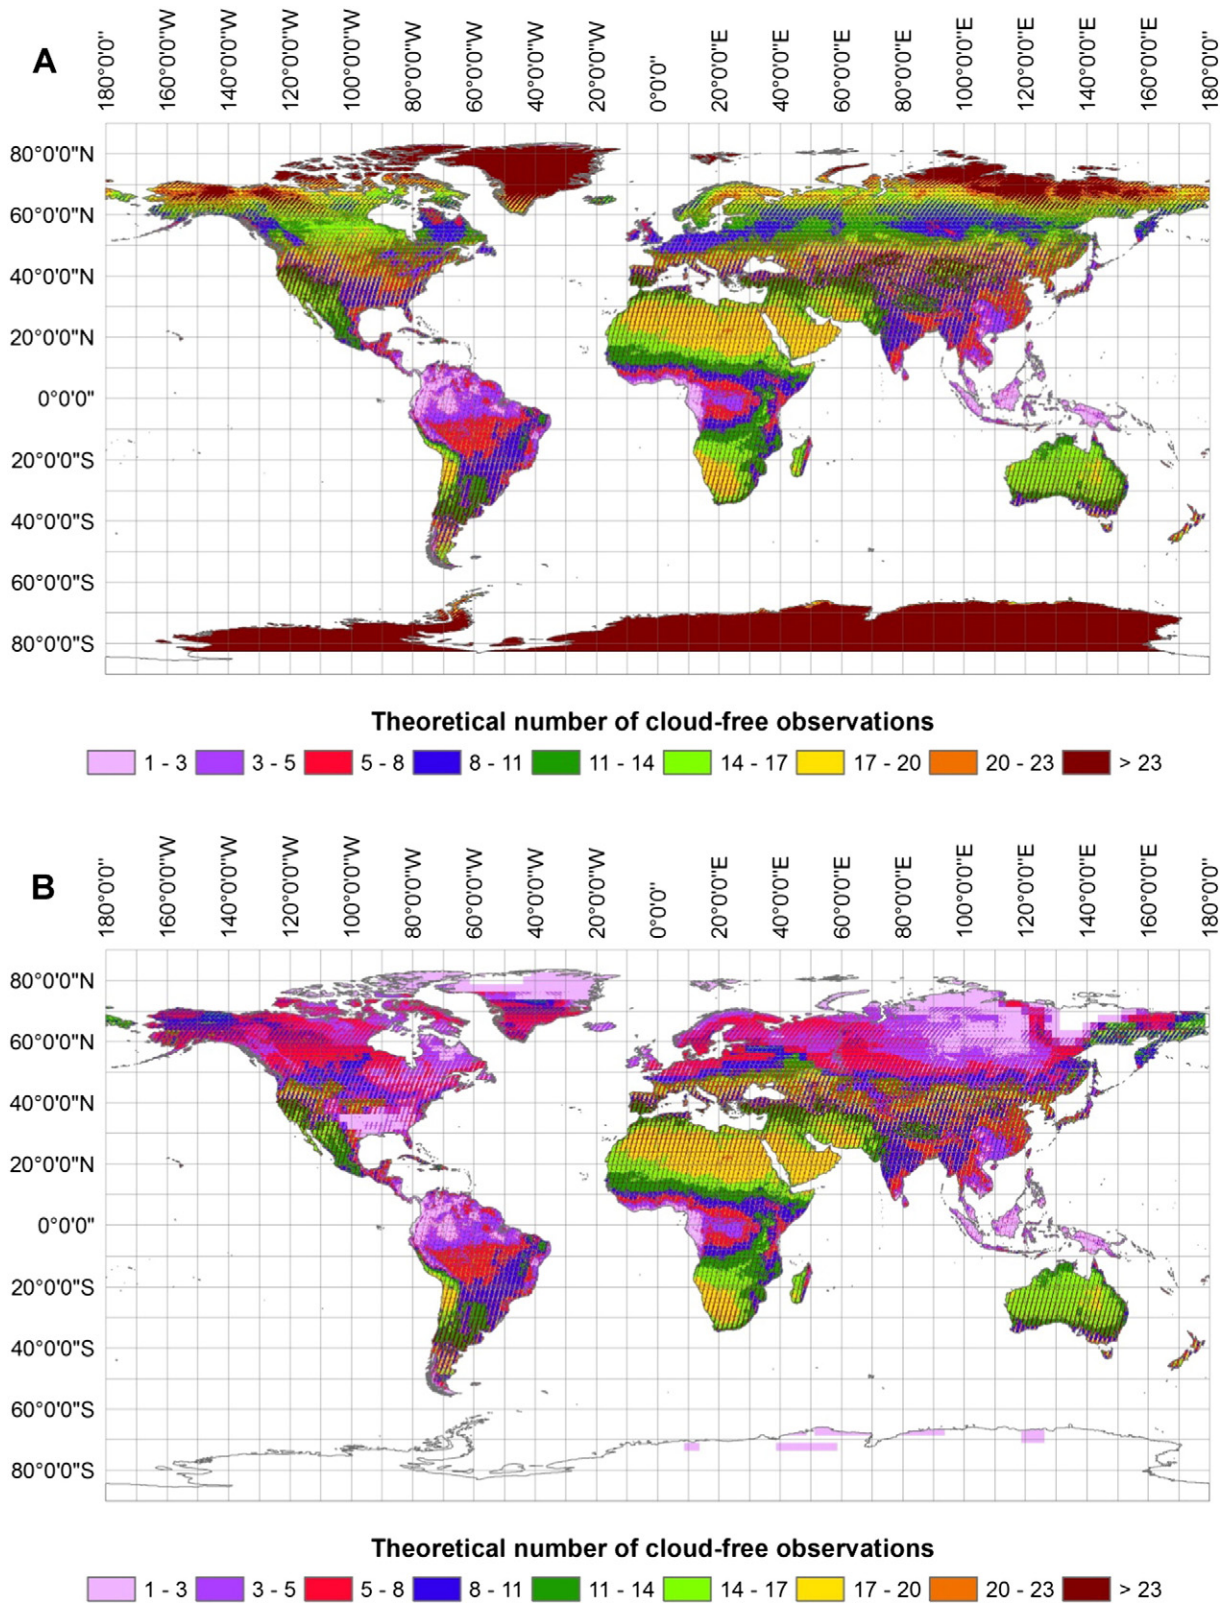 A
180°0'0" 160°0'0"W 140°0'0"W 120°0'0"W 100°0'0"W 80°0'0"W 60°0'0"W 40°0'0"W 20°0'0"W 0°0'0" 20°0'0"E 40°0'0"E 60°0'0"E 80°0'0"E 100°0'0"E 120°0'0"E 140°0'0"E 160°0'0"E 180°0'0"
80°0'0"N
60°0'0"N
40°0'0"N
20°0'0"N
0°0'0"
20°0'0"S
40°0'0"S
60°0'0"S
80°0'0"S
Theoretical number of cloud-free observations
1 - 3 3 - 5 5 - 8 8 - 11 11 - 14 14 - 17 17 - 20 20 - 23 > 23
B
180°0'0" 160°0'0"W 140°0'0"W 120°0'0"W 100°0'0"W 80°0'0"W 60°0'0"W 40°0'0"W 20°0'0"W 0°0'0" 20°0'0"E 40°0'0"E 60°0'0"E 80°0'0"E 100°0'0"E 120°0'0"E 140°0'0"E 160°0'0"E 180°0'0"
80°0'0"N
60°0'0"N
40°0'0"N
20°0'0"N
0°0'0"
20°0'0"S
40°0'0"S
60°0'0"S
80°0'0"S
Theoretical number of cloud-free observations
1 - 3 3 - 5 5 - 8 8 - 11 11 - 14 14 - 17 17 - 20 20 - 23 > 23